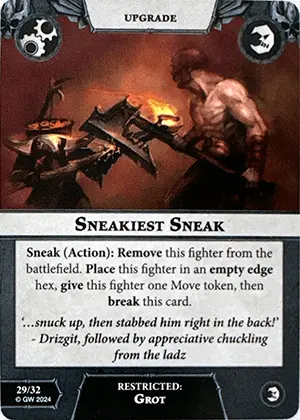 UPGRADE
SNEAKIEST SNEAK
Sneak (Action): Remove this fighter from the
battlefield. Place this fighter in an empty edge
hex, give this fighter one Move token, then
break this card.
‘…snuck up, then stabbed him right in the back!’
- Drizgit, followed by appreciative chuckling
from the ladz
29/32
© GW 2024
RESTRICTED:
GROT